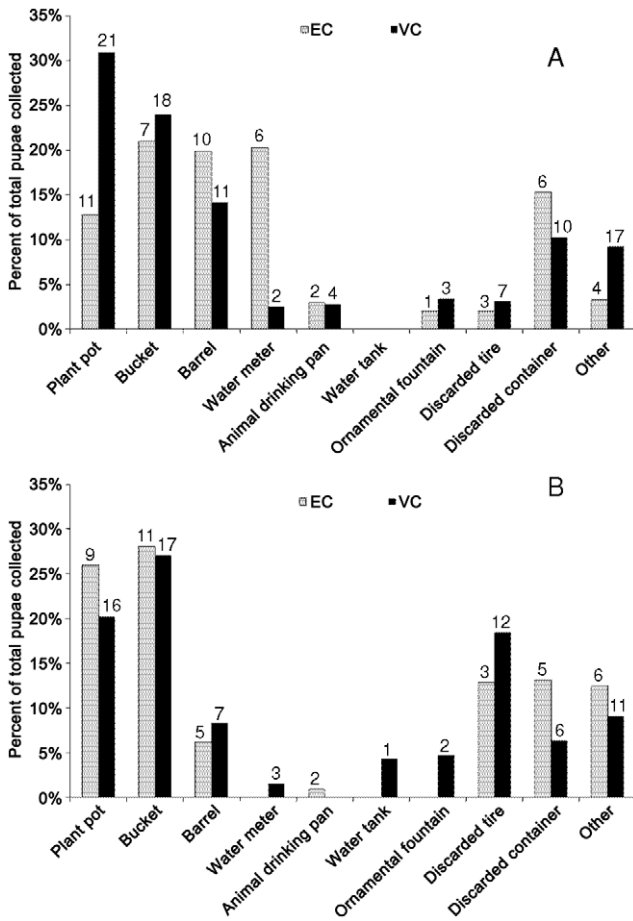 35%
EC VC
A
30%
25%
20%
15%
10%
5%
0%
Percent of total pupae collected
11 21
7 18
10 11
6 2
2 4
1 3
3 7
6 10
4 17
Plant pot
Bucket
Barrel
Water meter
Animal drinking pan
Water tank
Ornamental fountain
Discarded tire
Discarded container
Other
35%
EC VC
B
30%
25%
20%
15%
10%
5%
0%
Percent of total pupae collected
9 16
11 17
5 7
3
2
1
2
3 12
5 6
6 11
Plant pot
Bucket
Barrel
Water meter
Animal drinking pan
Water tank
Ornamental fountain
Discarded tire
Discarded container
Other